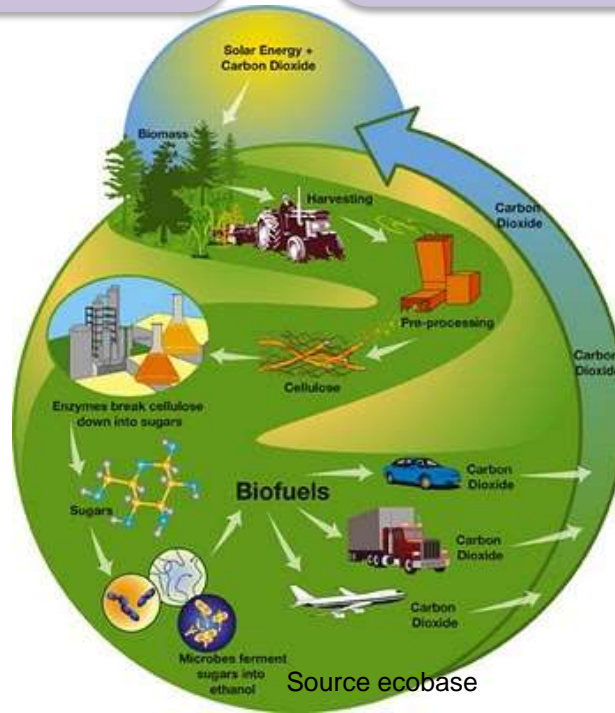 Solar Energy +
Carbon Dioxide
Biomass
Harvesting
Carbon
Dioxide
Pre-processing
Carbon
Dioxide
Cellulose
Enzymes break cellulose
down into sugars
Sugars
Biofuels
Carbon
Dioxide
Carbon
Dioxide
Carbon
Dioxide
Microbes ferment
sugars into
ethanol
Source ecobase